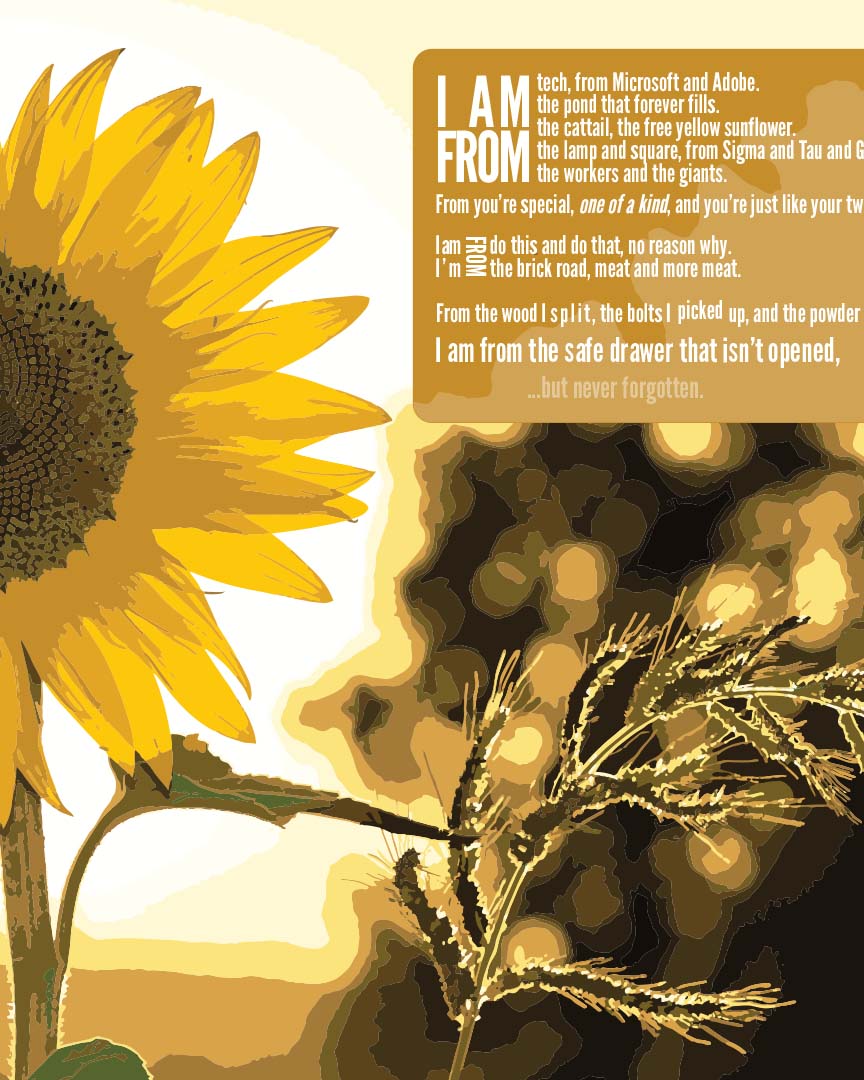 I AM FROM tech, from Microsoft and Adobe.
the pond that forever fills.
the cattail, the free yellow sunflower.
the lamp and square, from Sigma and Tau and
the workers and the giants.
From you're special, one of a kind, and you're just like your
I am FROM do this and do that, no reason why.
I'm the brick road, meat and more meat.
From the wood I split, the bolts I picked up, and the powder
I am from the safe drawer that isn't opened,
...but never forgotten.